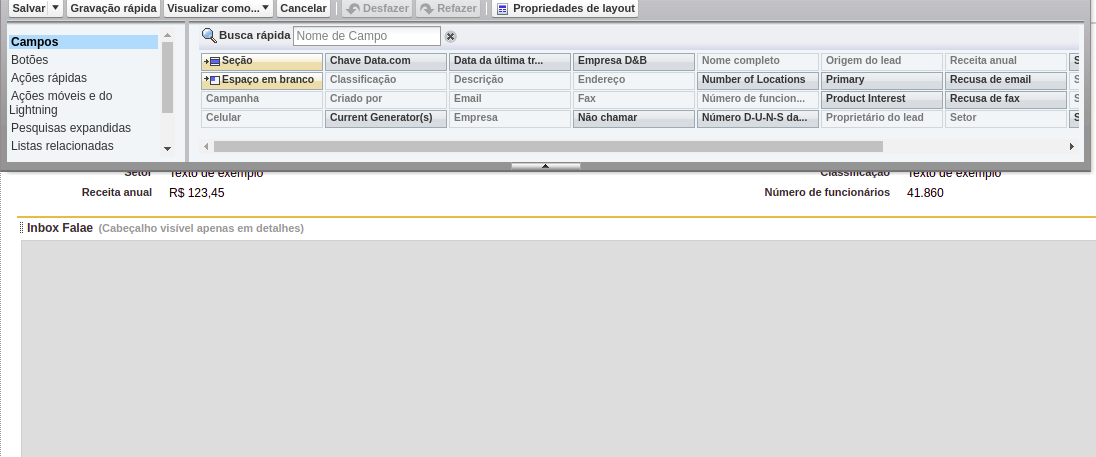 Salvar Gravação rápida Visualizar como... Cancelar Desfazer Refazer Propriedades de layout
Campos
Botões
Ações rápidas
Ações móveis e do
Lightning
Pesquisas expandidas
Listas relacionadas
Busca rápida Nome de Campo
Seção Chave Data.com Data da última tr... Empresa D&B Nome completo Origem do lead Receita anual S
Espaço em branco Classificação Descrição Endereço Number of Locations Primary Recusa de email S
Campanha Criado por Email Fax Número de funcion... Product Interest Recusa de fax S
Celular Current Generator(s) Empresa Não chamar Número D-U-N-S da... Proprietário do lead Setor S
Setor Texto de exemplo Classificação Texto de exemplo
Receita anual R$ 123,45 Número de funcionários 41.860
Inbox Falae (Cabeçalho visível apenas em detalhes)